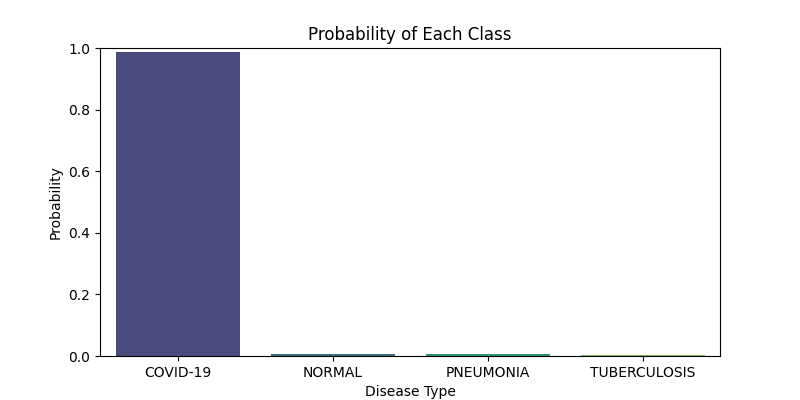 Probability of Each Class
1.0
0.8
0.6
0.4
0.2
0.0
Probability
COVID-19 NORMAL PNEUMONIA TUBERCULOSIS
Disease Type